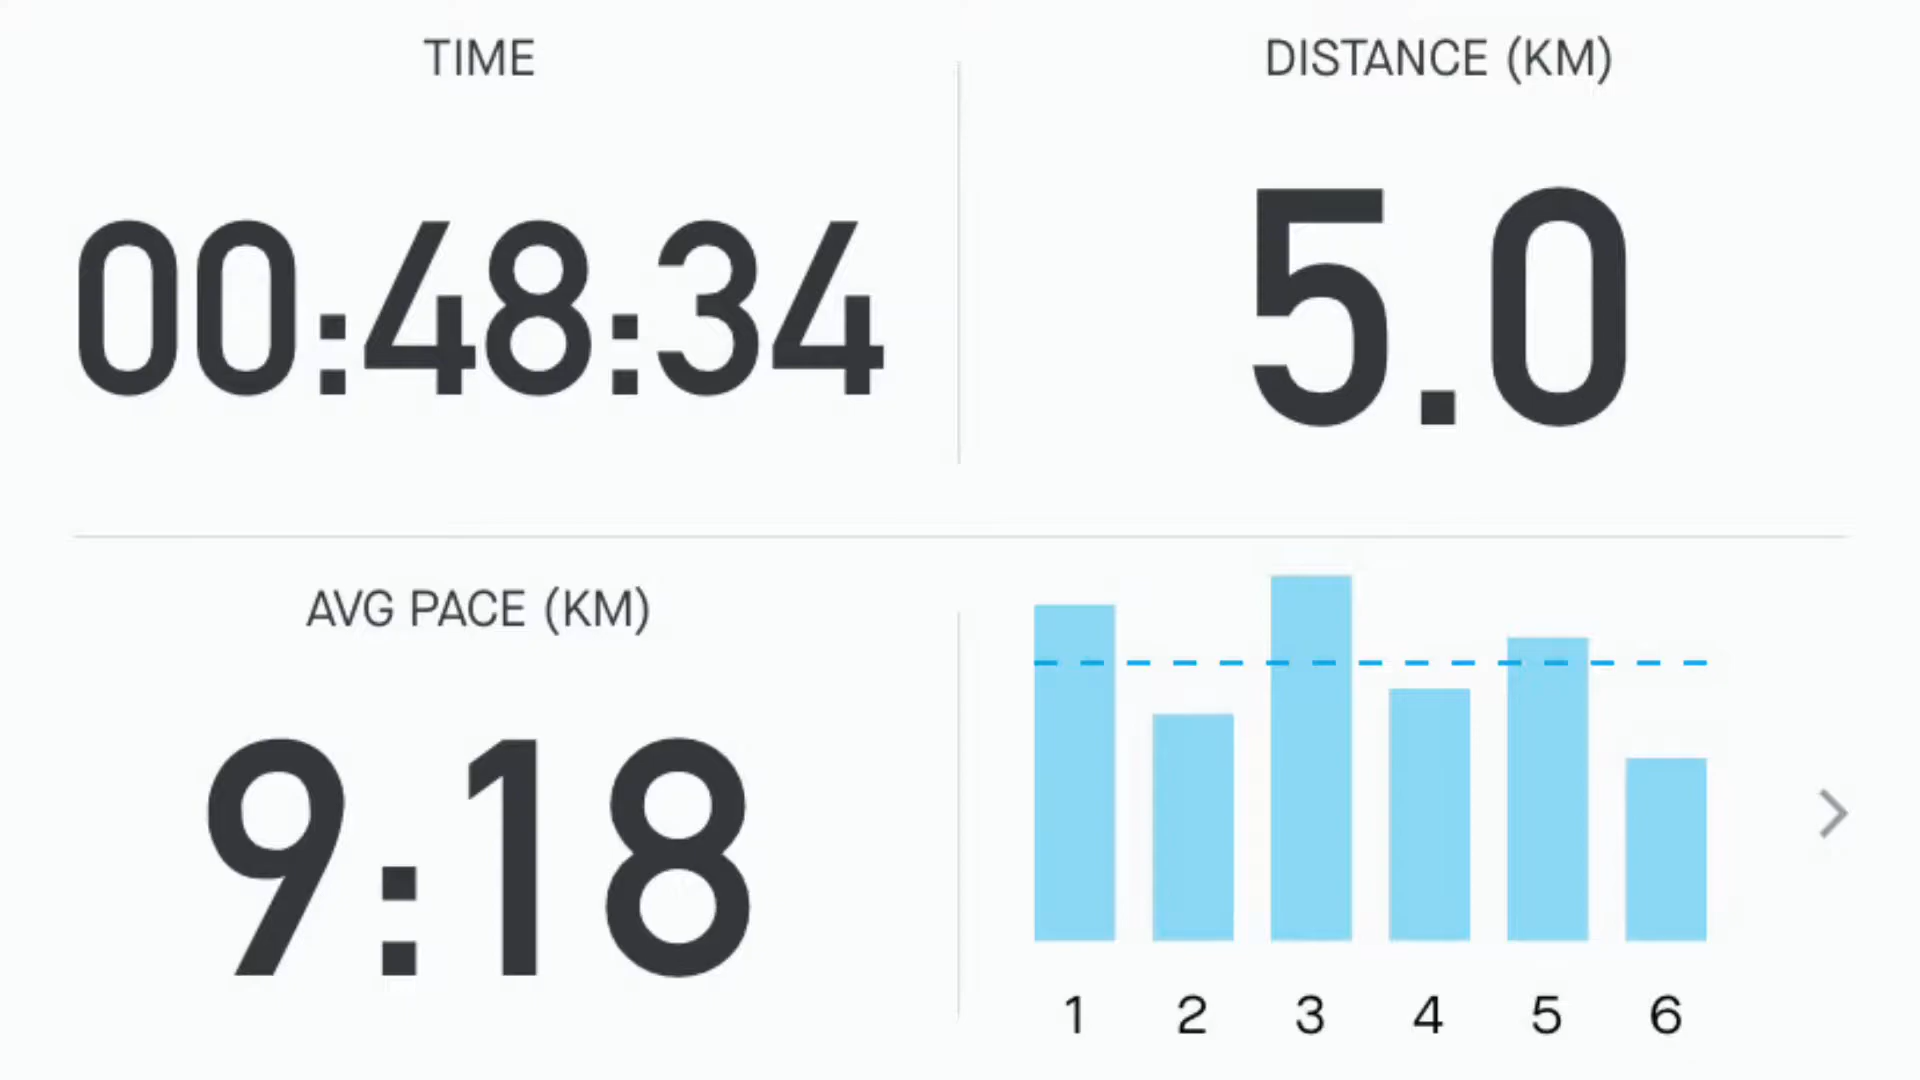 TIME
00:48:34
DISTANCE (KM)
5.0
AVG PACE (KM)
9:18
1 2 3 4 5 6